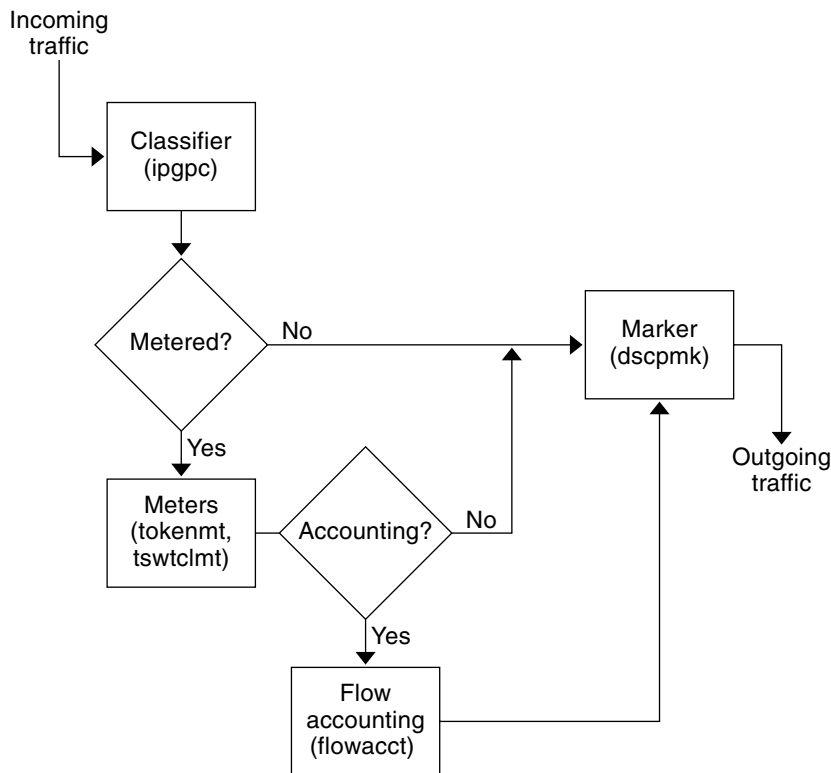 Incoming
traffic
Classifier
(ipgpc)
Metered?
No
Marker
(dscpmk)
Yes
Outgoing
traffic
Meters
(tokenmt,
tswtclmt)
Accounting?
No
Yes
Flow
accounting
(flowacct)